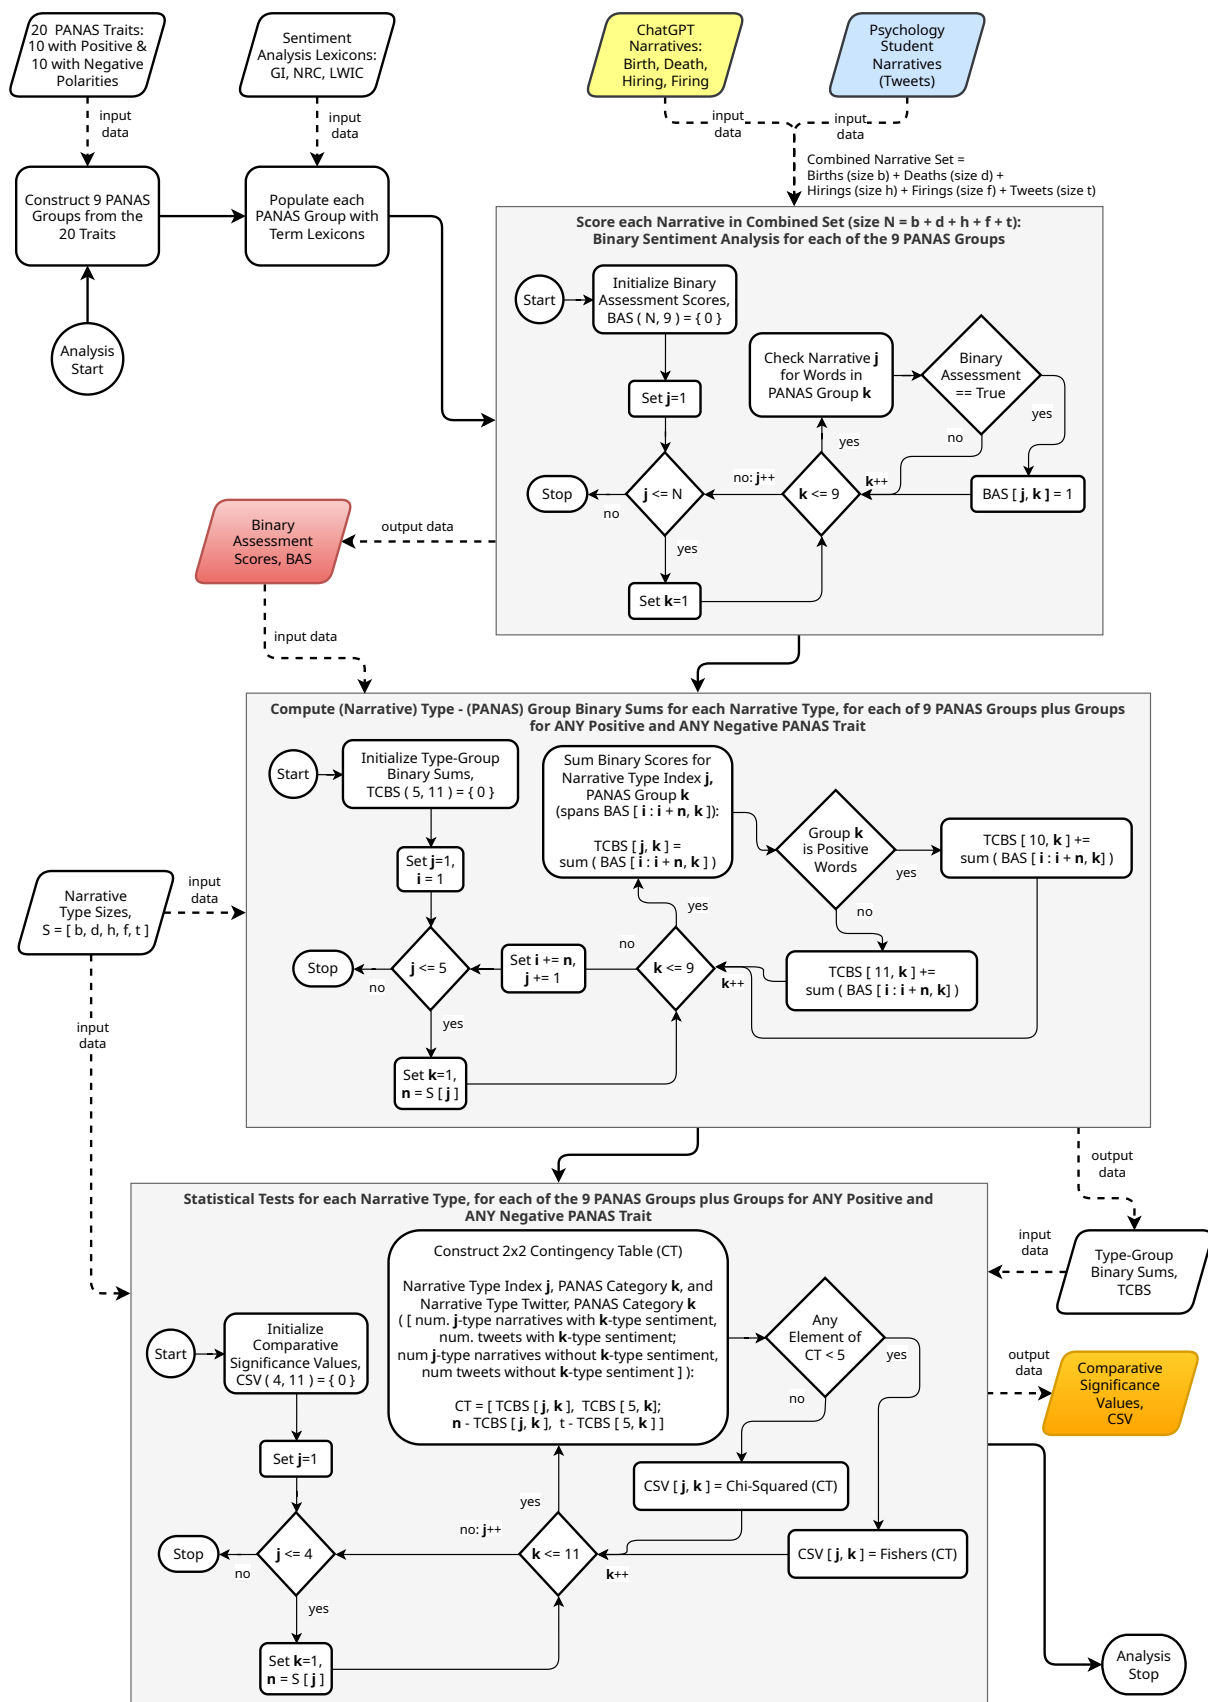 20  PANAS Traits:
10 with Positive &
10 with Negative
Polarities
Sentiment
Analysis Lexicons:
GI, NRC, LWIC
ChatGPT
Narratives:
Birth, Death,
Hiring, Firing
Psychology
Student
Narratives
(Tweets)
input
data
input
data
input
data
input
data
Combined Narrative Set =
Births (size b) + Deaths (size d) +
Hirings (size h) + Firings (size f) + Tweets (size t)
Construct 9 PANAS
Groups from the
20 Traits
Populate each
PANAS Group with
Term Lexicons
Analysis
Start
Score each Narrative in Combined Set (size N = b + d + h + f + t):
Binary Sentiment Analysis for each of the 9 PANAS Groups
Start
Initialize Binary
Assessment Scores,
BAS ( N, 9 ) = { 0 }
Check Narrative j
for Words in
PANAS Group k
Binary
Assessment
== True
Set j=1
yes
no
yes
Stop
no
j <= N
no: j++
k <= 9
k++
BAS [ j, k ] = 1
yes
Set k=1
output data
Binary
Assessment
Scores, BAS
input data
Compute (Narrative) Type - (PANAS) Group Binary Sums for each Narrative Type, for each of 9 PANAS Groups plus Groups
for ANY Positive and ANY Negative PANAS Trait
Start
Initialize Type-Group
Binary Sums,
TCBS ( 5, 11 ) = { 0 }
Sum Binary Scores for
Narrative Type Index j,
PANAS Group k
(spans BAS [ i : i + n, k ]):
TCBS [ j, k ] =
sum ( BAS [ i : i + n, k ] )
Group k
is Positive
Words
yes
TCBS [ 10, k ] +=
sum ( BAS [ i : i + n, k] )
Set j=1,
i = 1
no
yes
Narrative
Type Sizes,
S = [ b, d, h, f, t ]
input
data
input
data
Stop
no
j <= 5
Set i += n,
j += 1
no
k <= 9
k++
TCBS [ 11, k ] +=
sum ( BAS [ i : i + n, k] )
yes
Set k=1,
n = S [ j ]
output
data
Statistical Tests for each Narrative Type, for each of the 9 PANAS Groups plus Groups for ANY Positive and
ANY Negative PANAS Trait
input
data
Type-Group
Binary Sums,
TCBS
Start
Initialize
Comparative
Significance Values,
CSV ( 4, 11 ) = { 0 }
Construct 2x2 Contingency Table (CT)
Narrative Type Index j, PANAS Category k, and
Narrative Type Twitter, PANAS Category k
( [ num. j-type narratives with k-type sentiment,
num. tweets with k-type sentiment;
num j-type narratives without k-type sentiment,
num tweets without k-type sentiment ] ):
CT = [ TCBS [ j, k ],  TCBS [ 5, k];
n - TCBS [ j, k ],  t - TCBS [ 5, k ] ]
Any
Element of
CT < 5
yes
no
output
data
Comparative
Significance
Values,
CSV
Set j=1
CSV [ j, k ] = Chi-Squared (CT)
yes
Stop
no
j <= 4
no: j++
k <= 11
k++
CSV [ j, k ] = Fishers (CT)
yes
Set k=1,
n = S [ j ]
Analysis
Stop